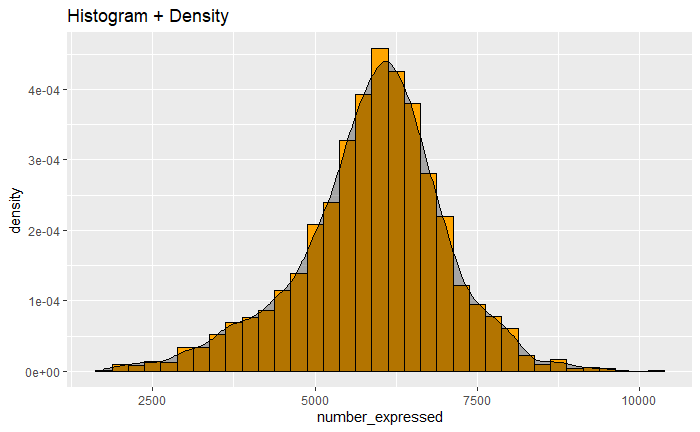 Histogram + Density
4e-04
3e-04
2e-04
1e-04
0e+00
density
2500
5000
7500
10000
number_expressed